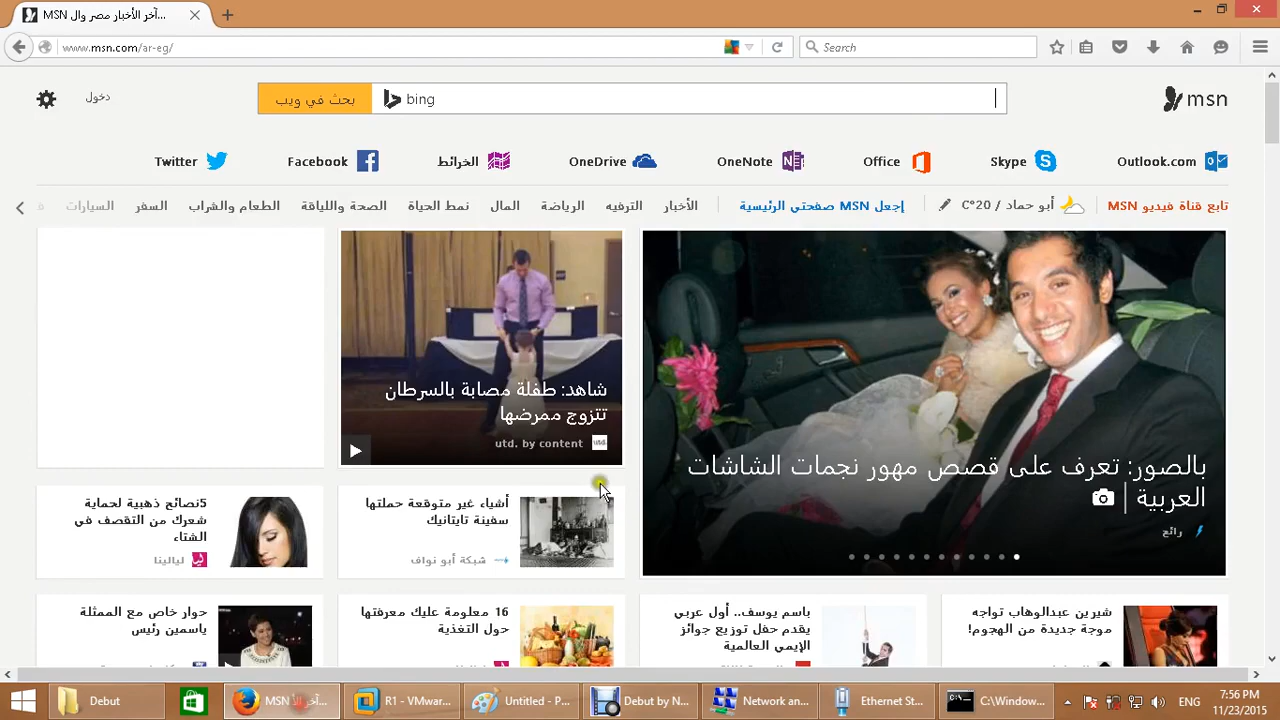 آخر الأخبار مصر وال MSN...
www.msn.com/ar-eg/
Search
دخول
بحث في ويب
bing
msn
Outlook.com
Skype
Office
OneNote
OneDrive
الخرائط
Facebook
Twitter
تابع قناة فيديو MSN
أبو حماد / 20°C
إجعل MSN صفحتي الرئيسية
الأخبار
الترفيه
الرياضة
المال
نمط الحياة
الصحة واللياقة
الطعام والشراب
السفر
السيارات
بالصور: تعرف على قصص مهور نجمات الشاشات
العربية
رائج
شاهد: طفلة مصابة بالسرطان
تتزوج ممرضها
utd. by content
أشياء غير متوقعة حملتها
سفينة تايتانيك
شبكة أبو نواف
5نصائح ذهبية لحماية
شعرك من التقصف في
الشتاء
ليالينا
شيرين عبدالوهاب تواجه
موجة جديدة من الهجوم!
باسم يوسف.. أول عربي
يقدم حفل توزيع جوائز
الإيمي العالمية
16 معلومة عليك معرفتها
حول التغذية
حوار خاص مع الممثلة
ياسمين رئيس
Debut
MSN آخر الأ...
R1 - VMwar...
Untitled - P...
Debut by N...
Network an...
Ethernet St...
C:\Window...
ENG
7:56 PM
11/23/2015